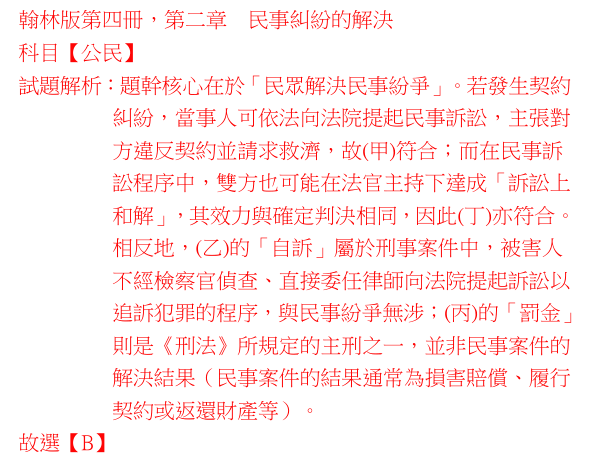 翰林版第四冊，第二章　民事糾紛的解決
科目【公民】
試題解析：題幹核心在於「民眾解決民事紛爭」。若發生契約
糾紛，當事人可依法向法院提起民事訴訟，主張對
方違反契約並請求救濟，故(甲)符合；而在民事訴
訟程序中，雙方也可能在法官主持下達成「訴訟上
和解」，其效力與確定判決相同，因此(丁)亦符合。
相反地，(乙)的「自訴」屬於刑事案件中，被害人
不經檢察官偵查、直接委任律師向法院提起訴訟以
追訴犯罪的程序，與民事紛爭無涉；(丙)的「罰金」
則是《刑法》所規定的主刑之一，並非民事案件的
解決結果（民事案件的結果通常為損害賠償、履行
契約或返還財產等）。
故選【B】